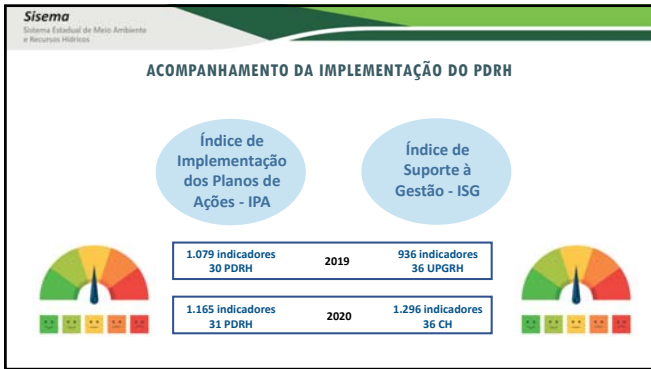 Sisema
Sistema Estadual de Meio Ambiente
e Recursos Hídricos
ACOMPANHAMENTO DA IMPLEMENTAÇÃO DO PDRH
Índice de
Implementação
dos Planos de
Ações - IPA
Índice de
Suporte à
Gestão - ISG
1.079 indicadores
30 PDRH
2019
936 indicadores
36 UPGRH
1.165 indicadores
31 PDRH
2020
1.296 indicadores
36 CH